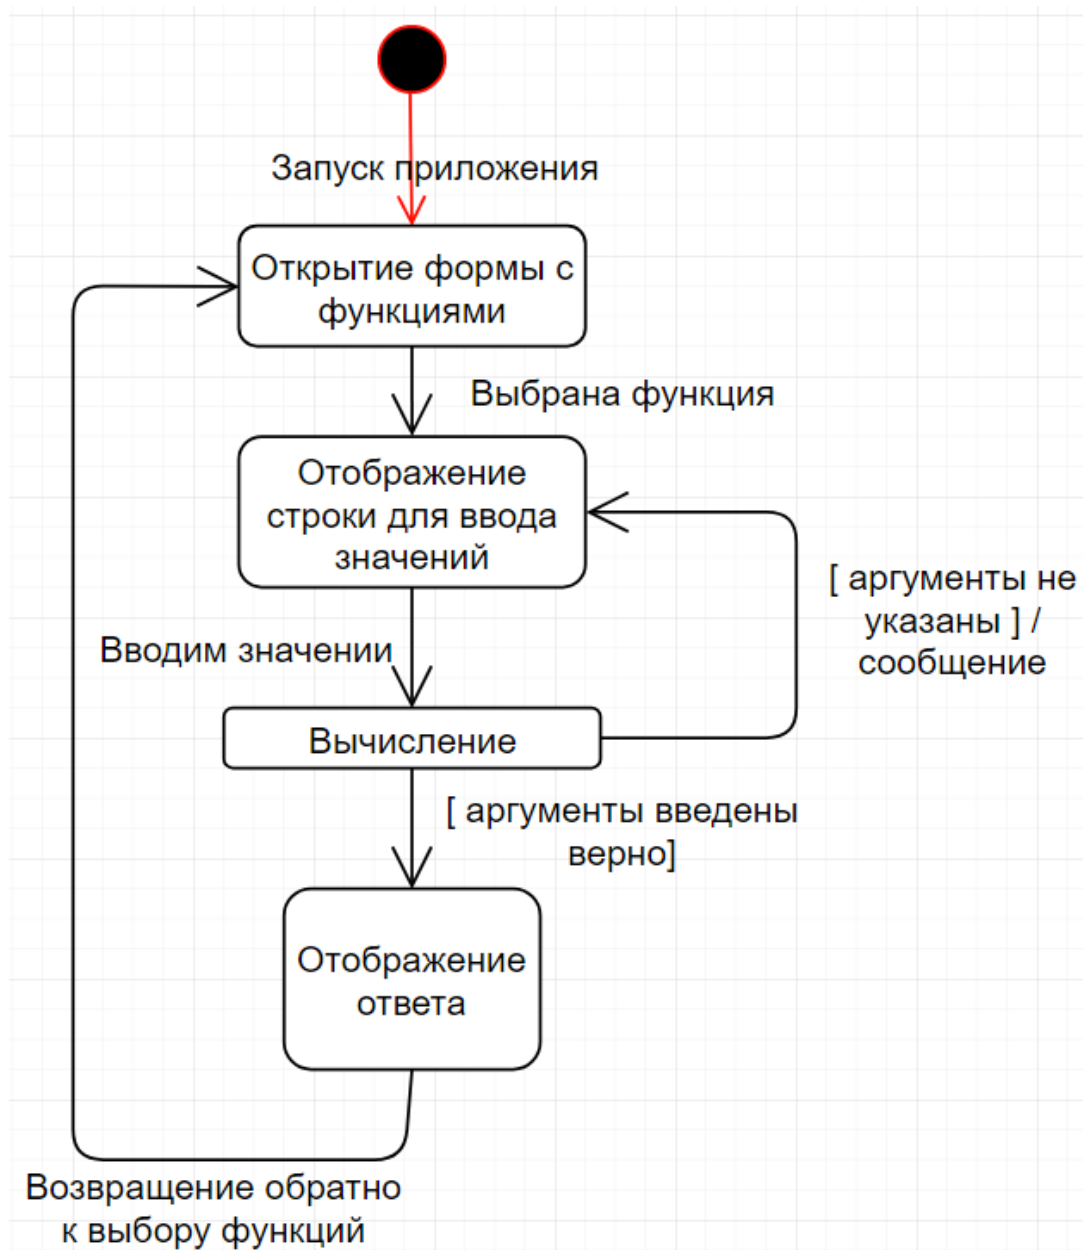 Запуск приложения
Открытие формы с
функциями
Выбрана функция
Отображение
строки для ввода
значений
[ аргументы не
указаны ] /
сообщение
Вводим значении
Вычисление
[ аргументы введены
верно]
Отображение
ответа
Возвращение обратно
к выбору функций